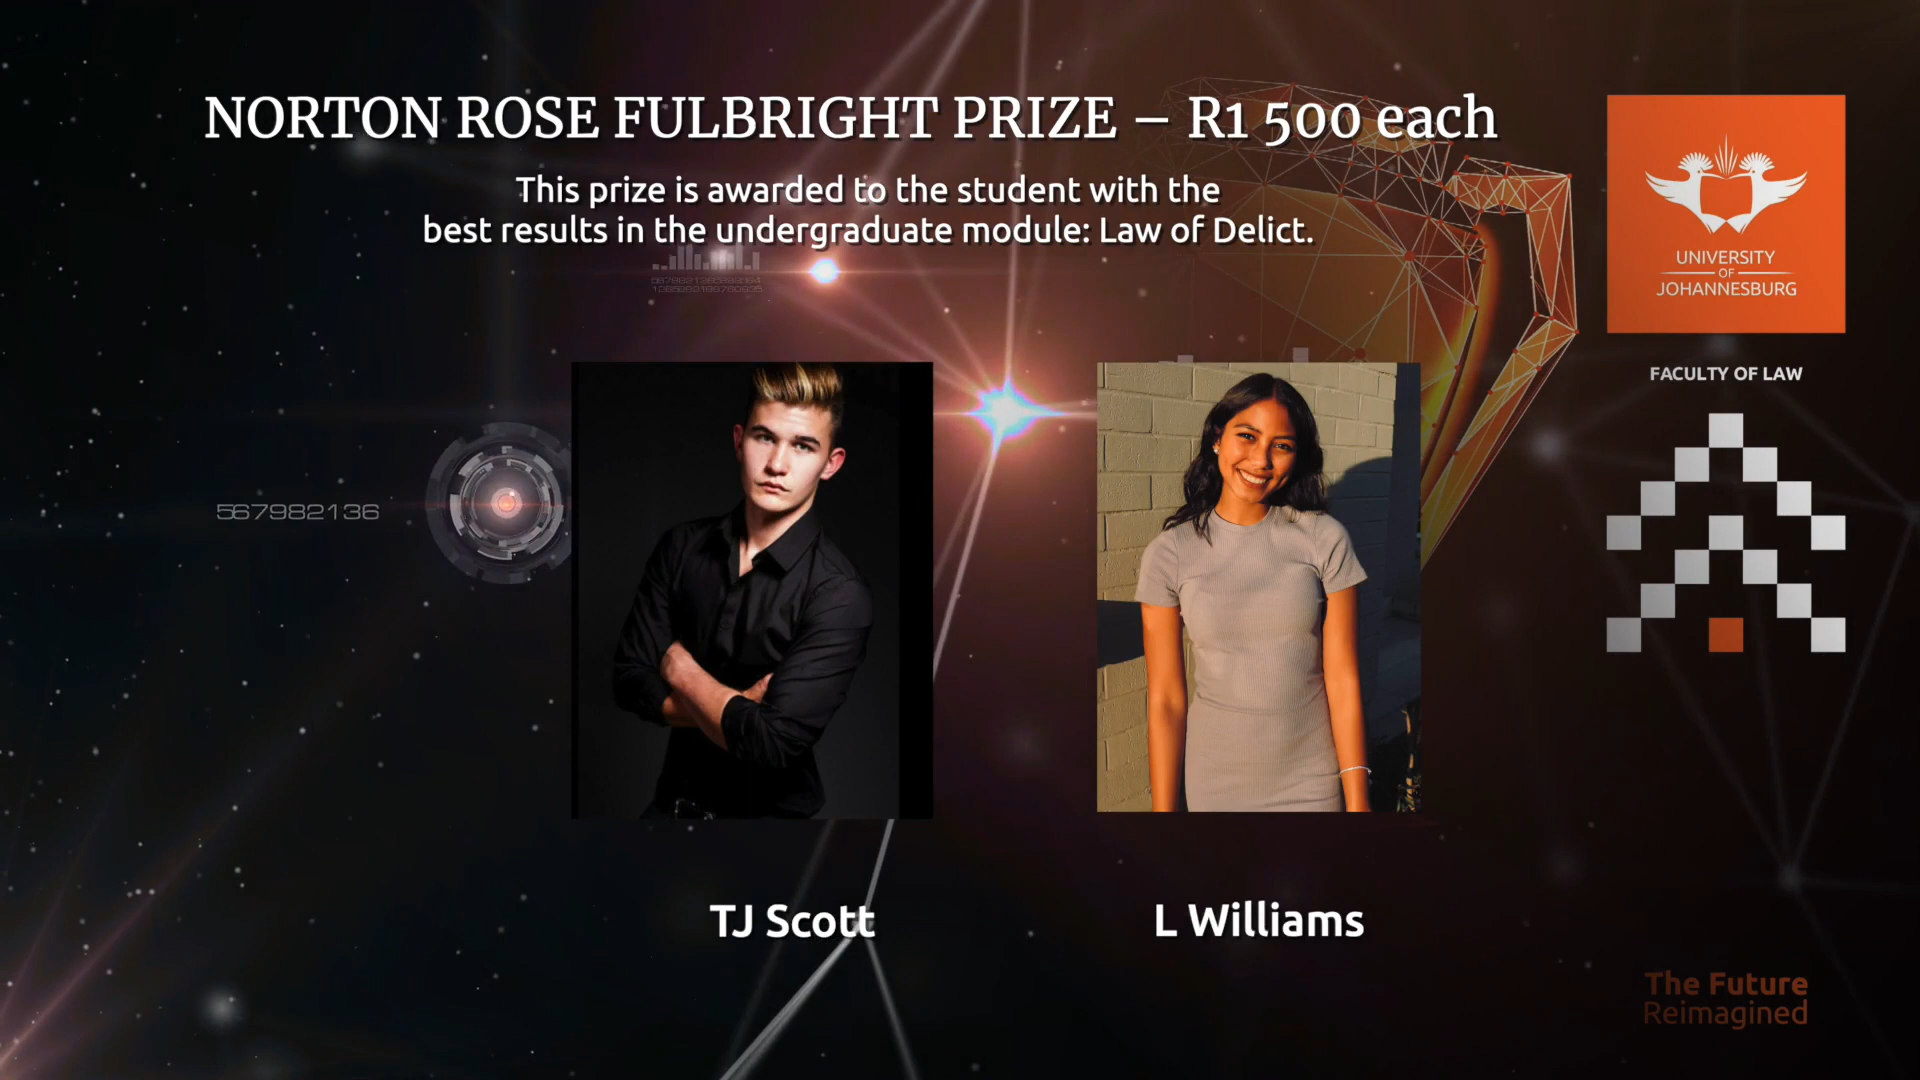 NORTON ROSE FULBRIGHT PRIZE – R1 500 each
This prize is awarded to the student with the
best results in the undergraduate module: Law of Delict.
UNIVERSITY
OF
JOHANNESBURG
FACULTY OF LAW
567982136
TJ Scott
L Williams
The Future
Reimagined